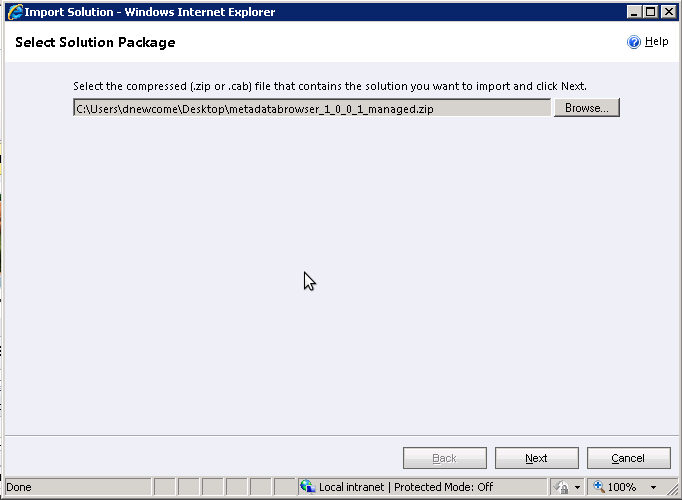 Import Solution - Windows Internet Explorer
Select Solution Package
Help
Select the compressed (.zip or .cab) file that contains the solution you want to import and click Next.
C:\Users\dnewcome\Desktop\metadatabrowser_1_0_0_1_managed.zip
Browse...
Back
Next
Cancel
Done
Local intranet | Protected Mode: Off
100%